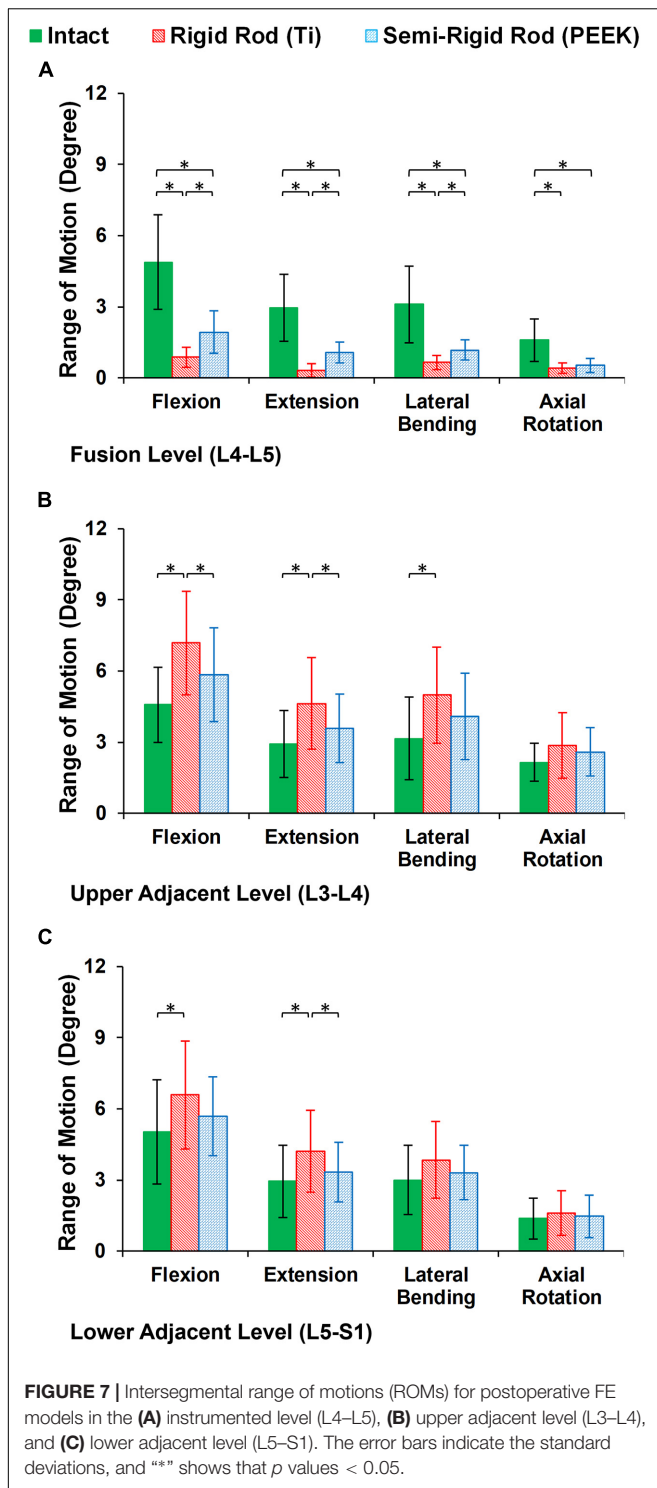 Intact Rigid Rod (Ti) Semi-Rigid Rod (PEEK)
A
12
9
6
3
0
Range of Motion (Degree)
* * *
* * * * * * *
Flexion Extension Lateral Bending Axial Rotation
Fusion Level (L4-L5)
B
12
9
6
3
0
Range of Motion (Degree)
* * * * *
Flexion Extension Lateral Bending Axial Rotation
Upper Adjacent Level (L3-L4)
C
12
9
6
3
0
Range of Motion (Degree)
* * *
Flexion Extension Lateral Bending Axial Rotation
Lower Adjacent Level (L5-S1)
FIGURE 7 | Intersegmental range of motions (ROMs) for postoperative FE
models in the (A) instrumented level (L4–L5), (B) upper adjacent level (L3–L4),
and (C) lower adjacent level (L5–S1). The error bars indicate the standard
deviations, and “*” shows that p values < 0.05.